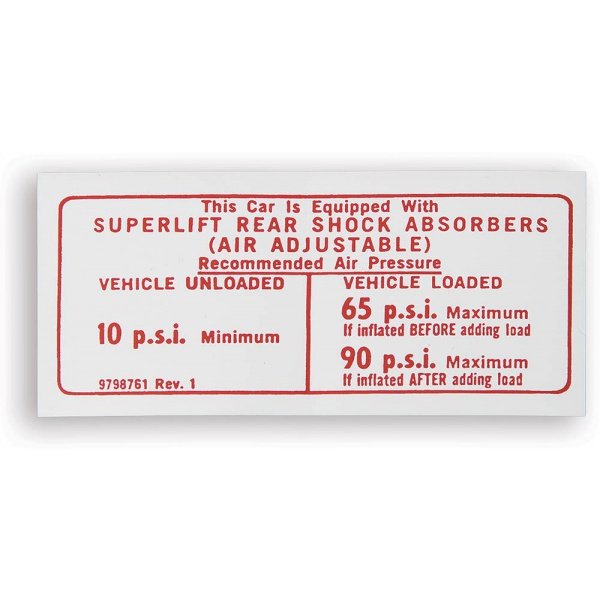 This Car Is Equipped With
SUPERLIFT REAR SHOCK ABSORBERS
(AIR ADJUSTABLE)
Recommended Air Pressure
VEHICLE UNLOADED
10 p.s.i. Minimum
9798761 Rev. 1
VEHICLE LOADED
65 p.s.i. Maximum
If inflated BEFORE adding load
90 p.s.i. Maximum
If inflated AFTER adding load